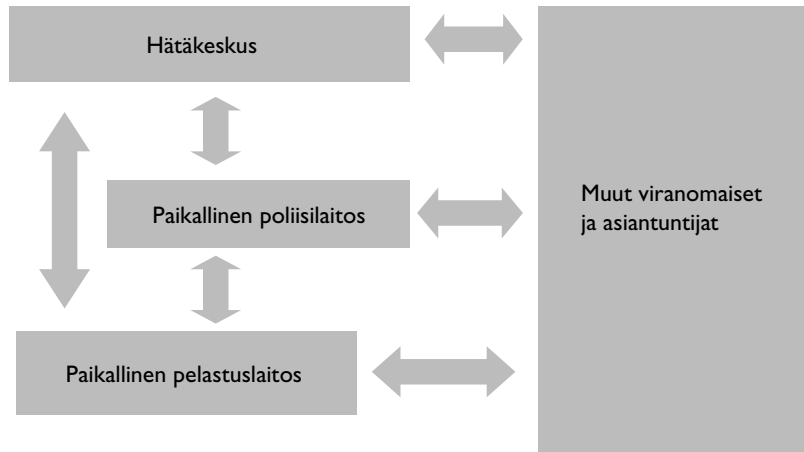 Hätäkeskus
Paikallinen poliisilaitos
Paikallinen pelastuslaitos
Muut viranomaiset
ja asiantuntijat